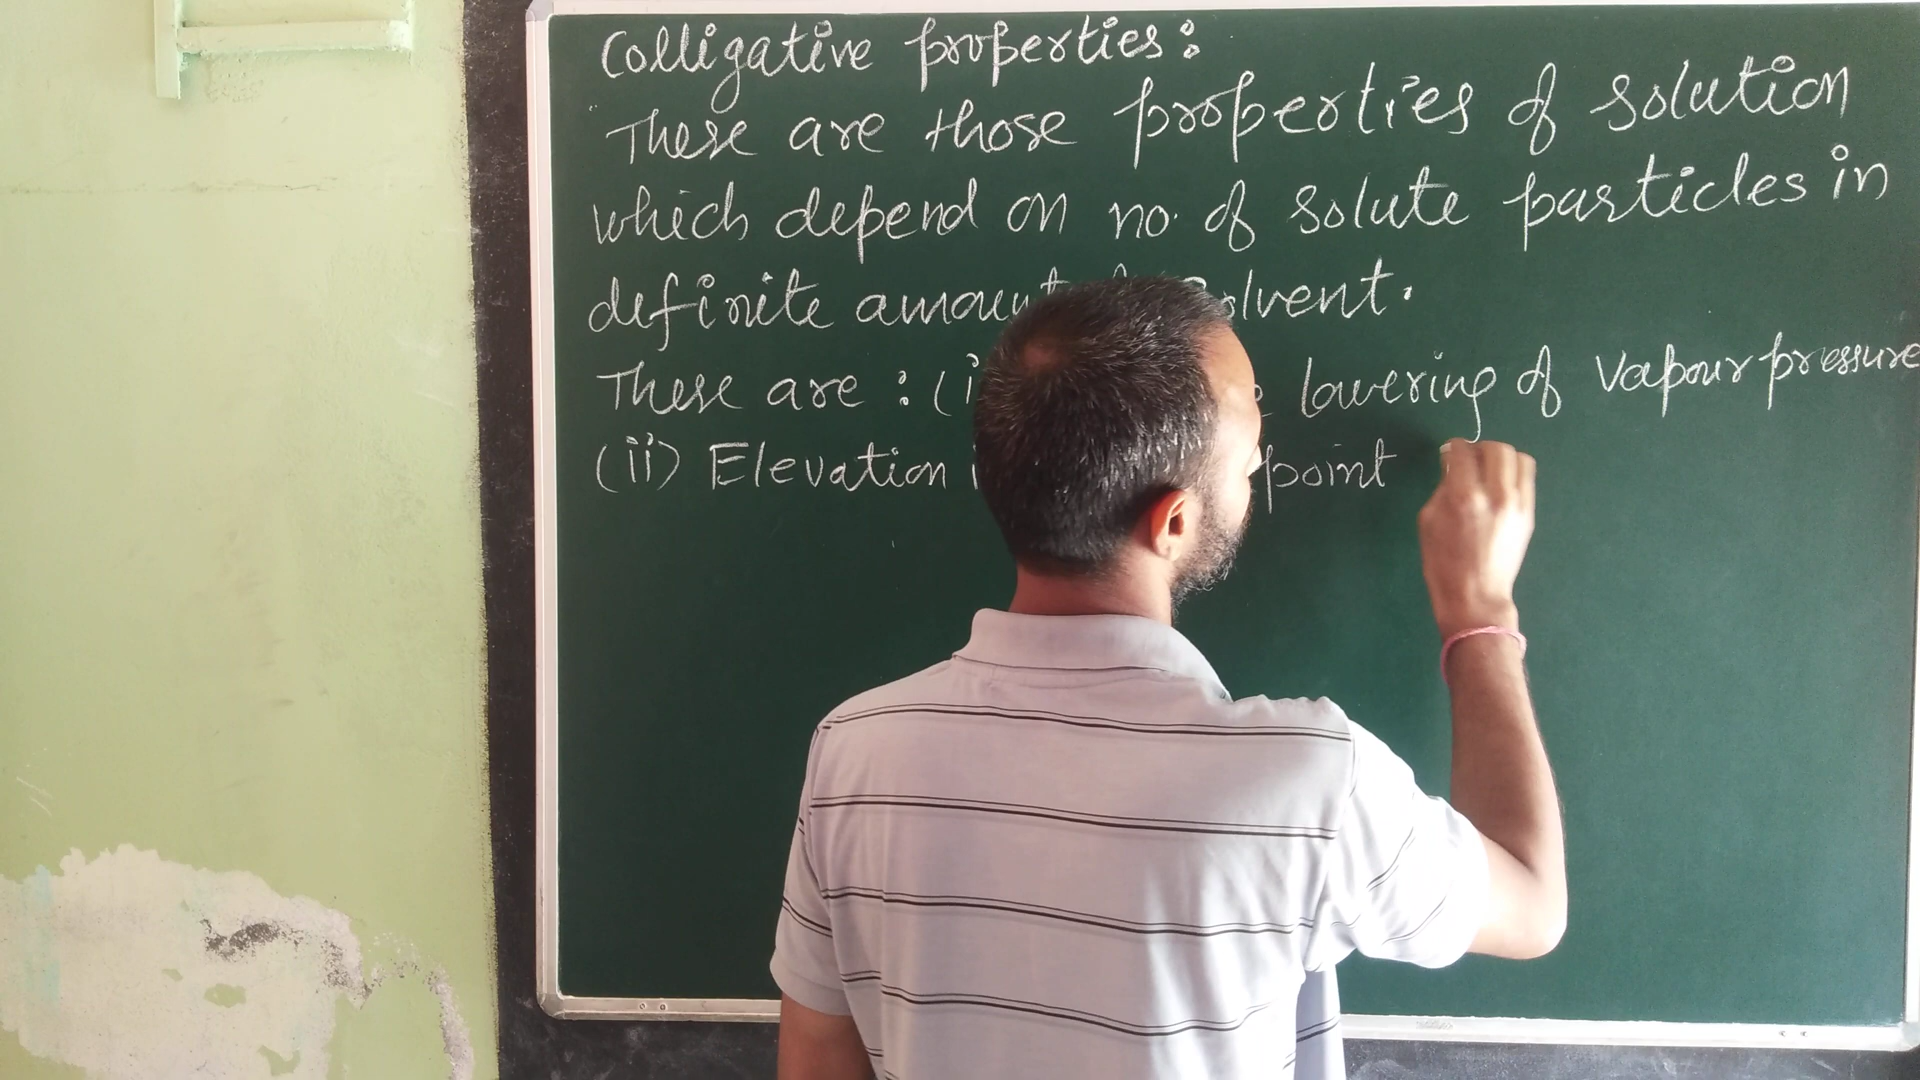 Colligative properties:
These are those properties of solution
which depend on no. of solute particles in
definite amount solvent.
These are : (i lowering of vapour pressure
(ii) Elevation point